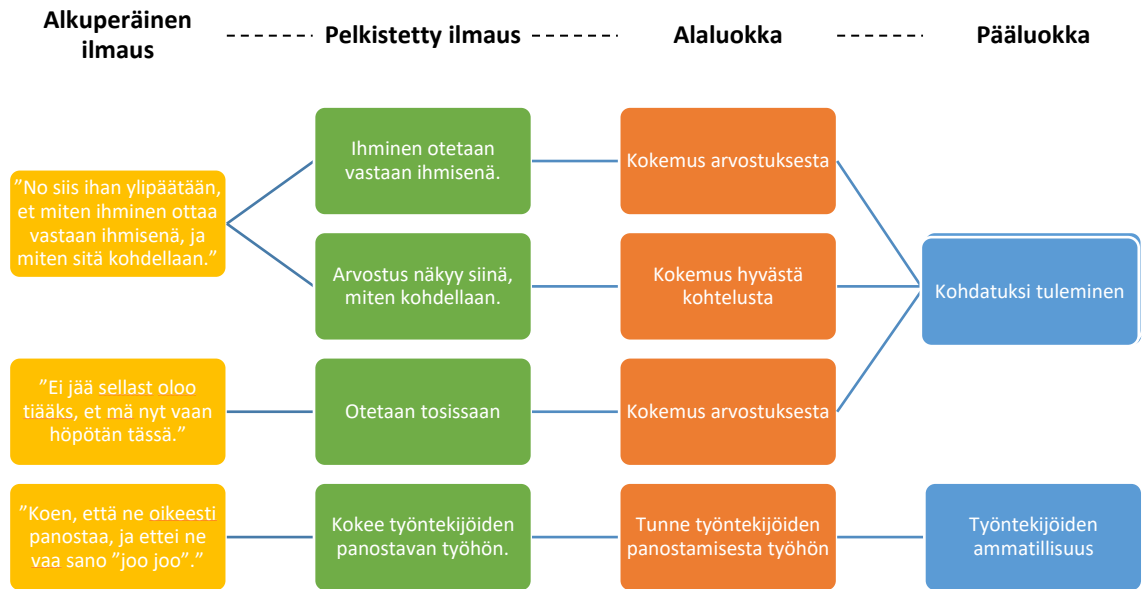 Alkuperäinen
ilmaus
Pelkistetty ilmaus
Alaluokka
Pääluokka
"No siis ihan ylipäätään,
et miten ihminen ottaa
vastaan ihmisenä, ja
miten sitä kohdellaan."
Ihminen otetaan
vastaan ihmisenä.
Kokemus arvostuksesta
Arvostus näkyy siinä,
miten kohdellaan.
Kokemus hyvästä
kohtelusta
Kohdatuksi tuleminen
"Ei jää sellast oloo
tiääks, et mä nyt vaan
höpötän tässä."
Otetaan tosissaan
Kokemus arvostuksesta
"Koen, että ne oikeesti
panostaa, ja ettei ne
vaa sano "joo joo"."
Kokee työntekijöiden
panostavan työhön.
Tunne työntekijöiden
panostamisesta työhön
Työntekijöiden
ammatillisuus